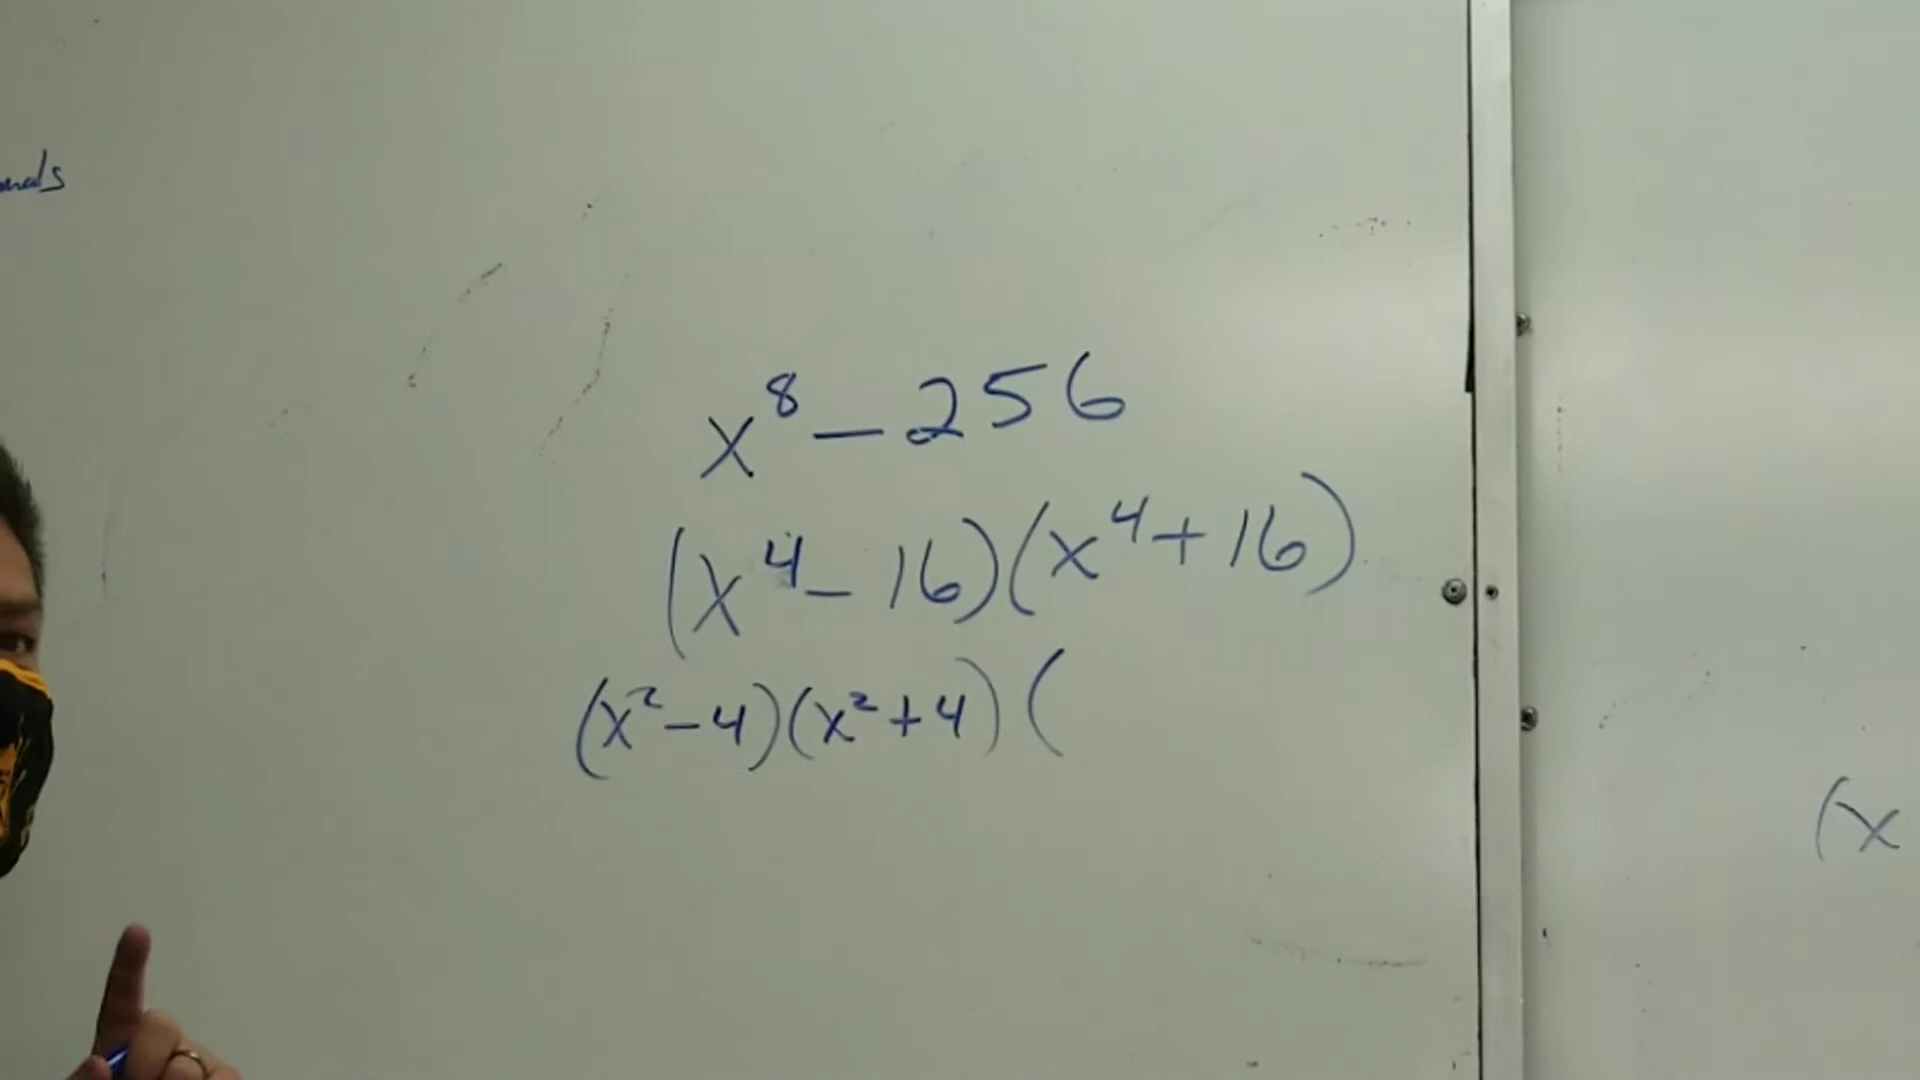 x⁸ - 256
(x⁴ - 16)(x⁴ + 16)
(x² - 4)(x² + 4)(
(x